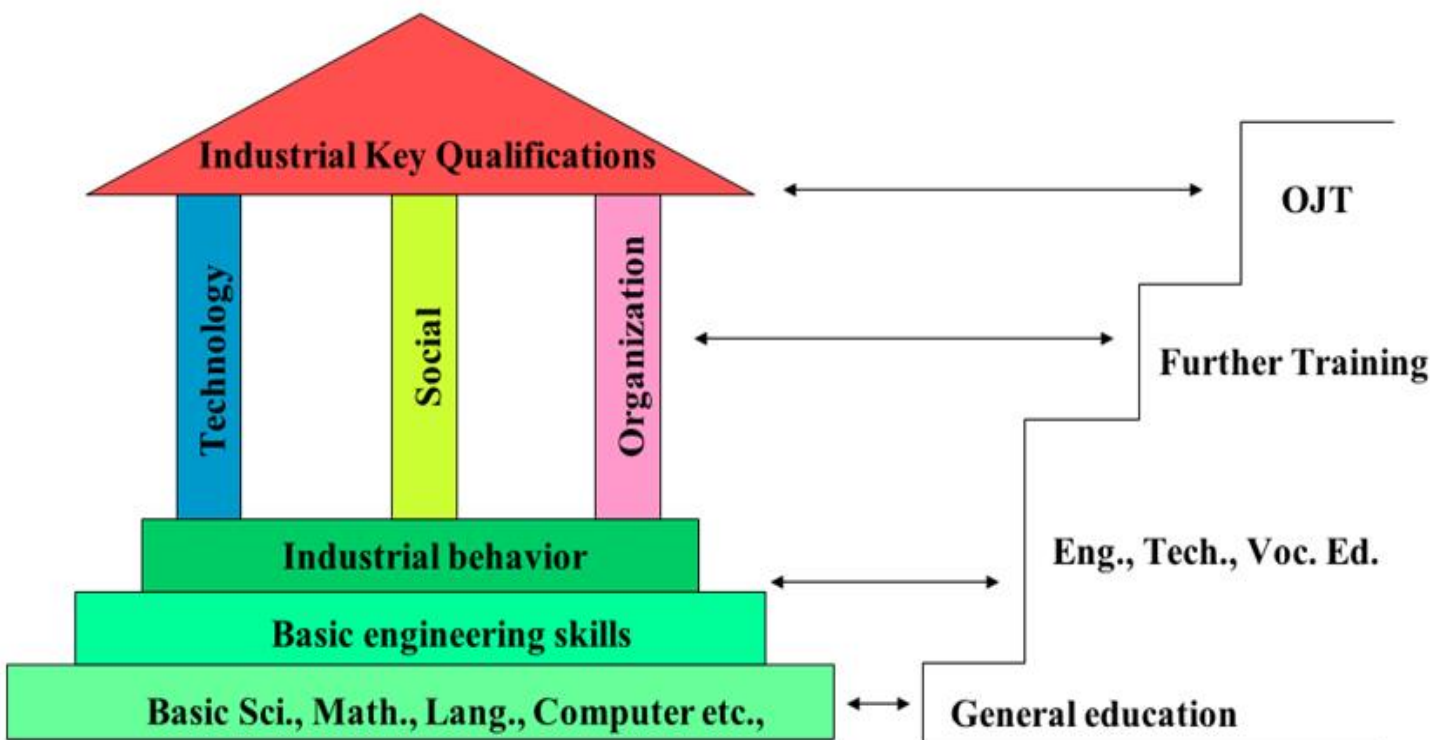 Industrial Key Qualifications
OJT
Technology
Social
Organization
Further Training
Industrial behavior
Eng., Tech., Voc. Ed.
Basic engineering skills
Basic Sci., Math., Lang., Computer etc.,
General education